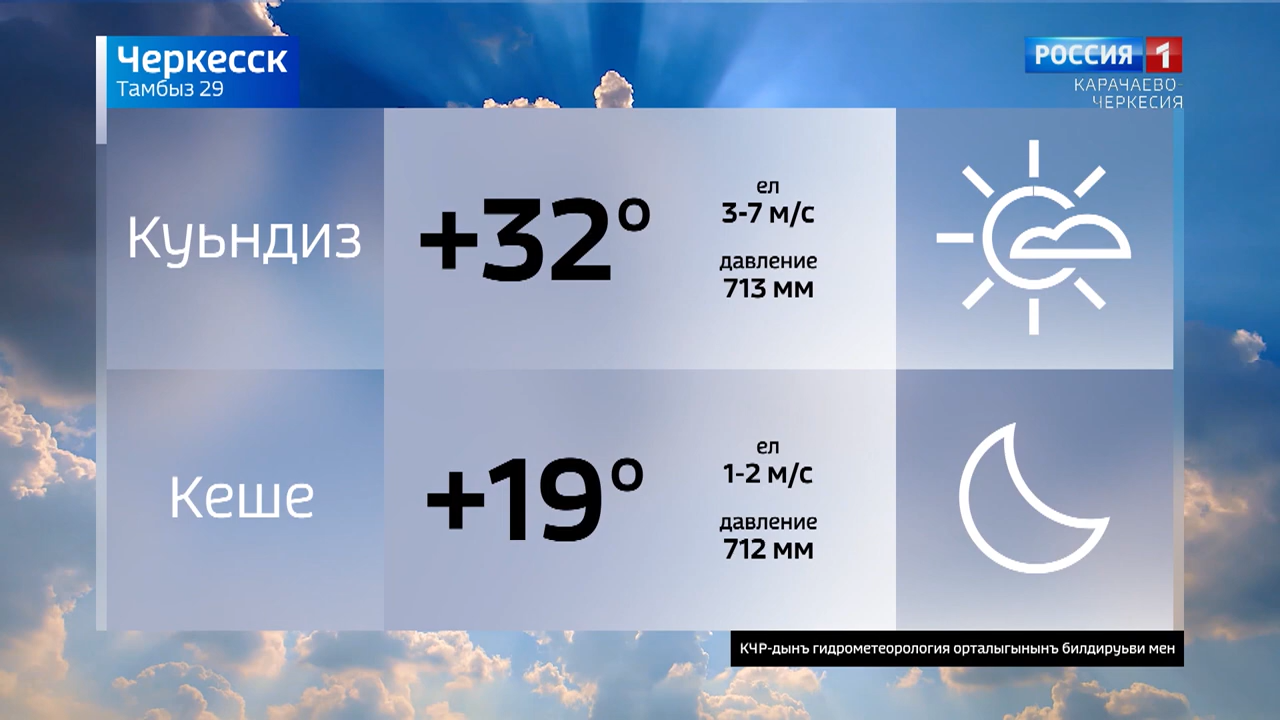 Черкесск
Тамбыз 29
РОССИЯ 1
КАРАЧАЕВО-
ЧЕРКЕСИЯ
Куьндиз
+32°
ел
3-7 м/с
давление
713 мм
Кеше
+19°
ел
1-2 м/с
давление
712 мм
КЧР-дынъ гидрометеорология орталыгынынъ билдируьви мен